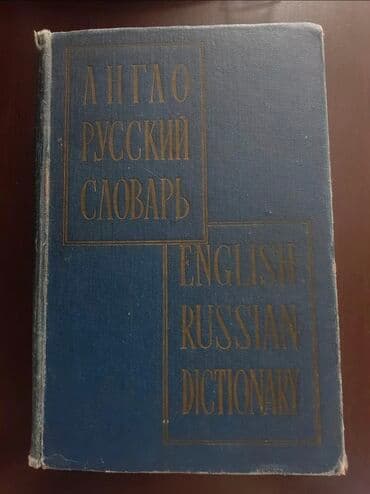 АНГЛО
РУССКИЙ
СЛОВАРЬ
ENGLISH
RUSSIAN
DICTIONARY